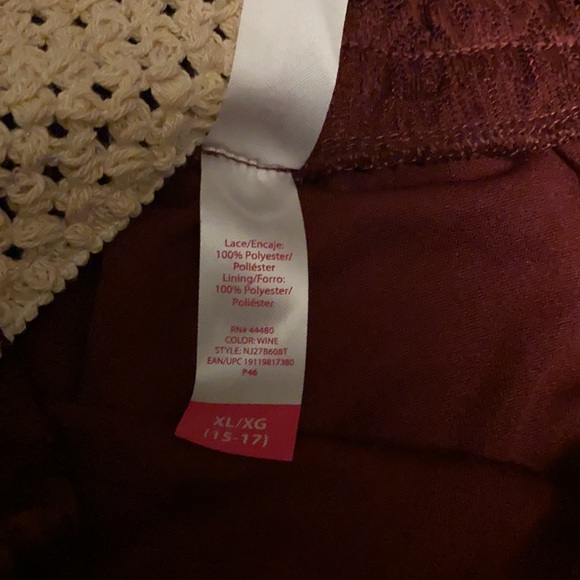 Lace/Encaje:
100% Polyester/
Poliéster
Lining/Forro:
100% Polyester/
Poliéster
RN# 44480
COLOR: WINE
STYLE: NJ27B608T
EAN/UPC 19119817380
P46
XL/XG
(15-17)